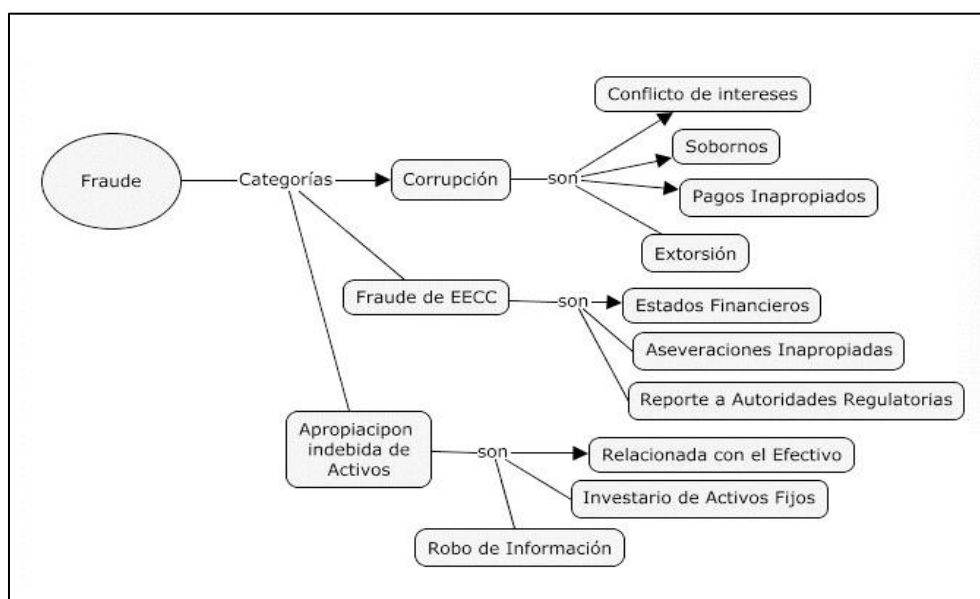 Fraude
Categorías
Corrupción
son
Conflicto de intereses
Sobornos
Pagos Inapropiados
Extorsión
Fraude de EECC
son
Estados Financieros
Aseveraciones Inapropiadas
Reporte a Autoridades Regulatorias
Apropiacipon
indebida de
Activos
son
Relacionada con el Efectivo
Investario de Activos Fijos
Robo de Información